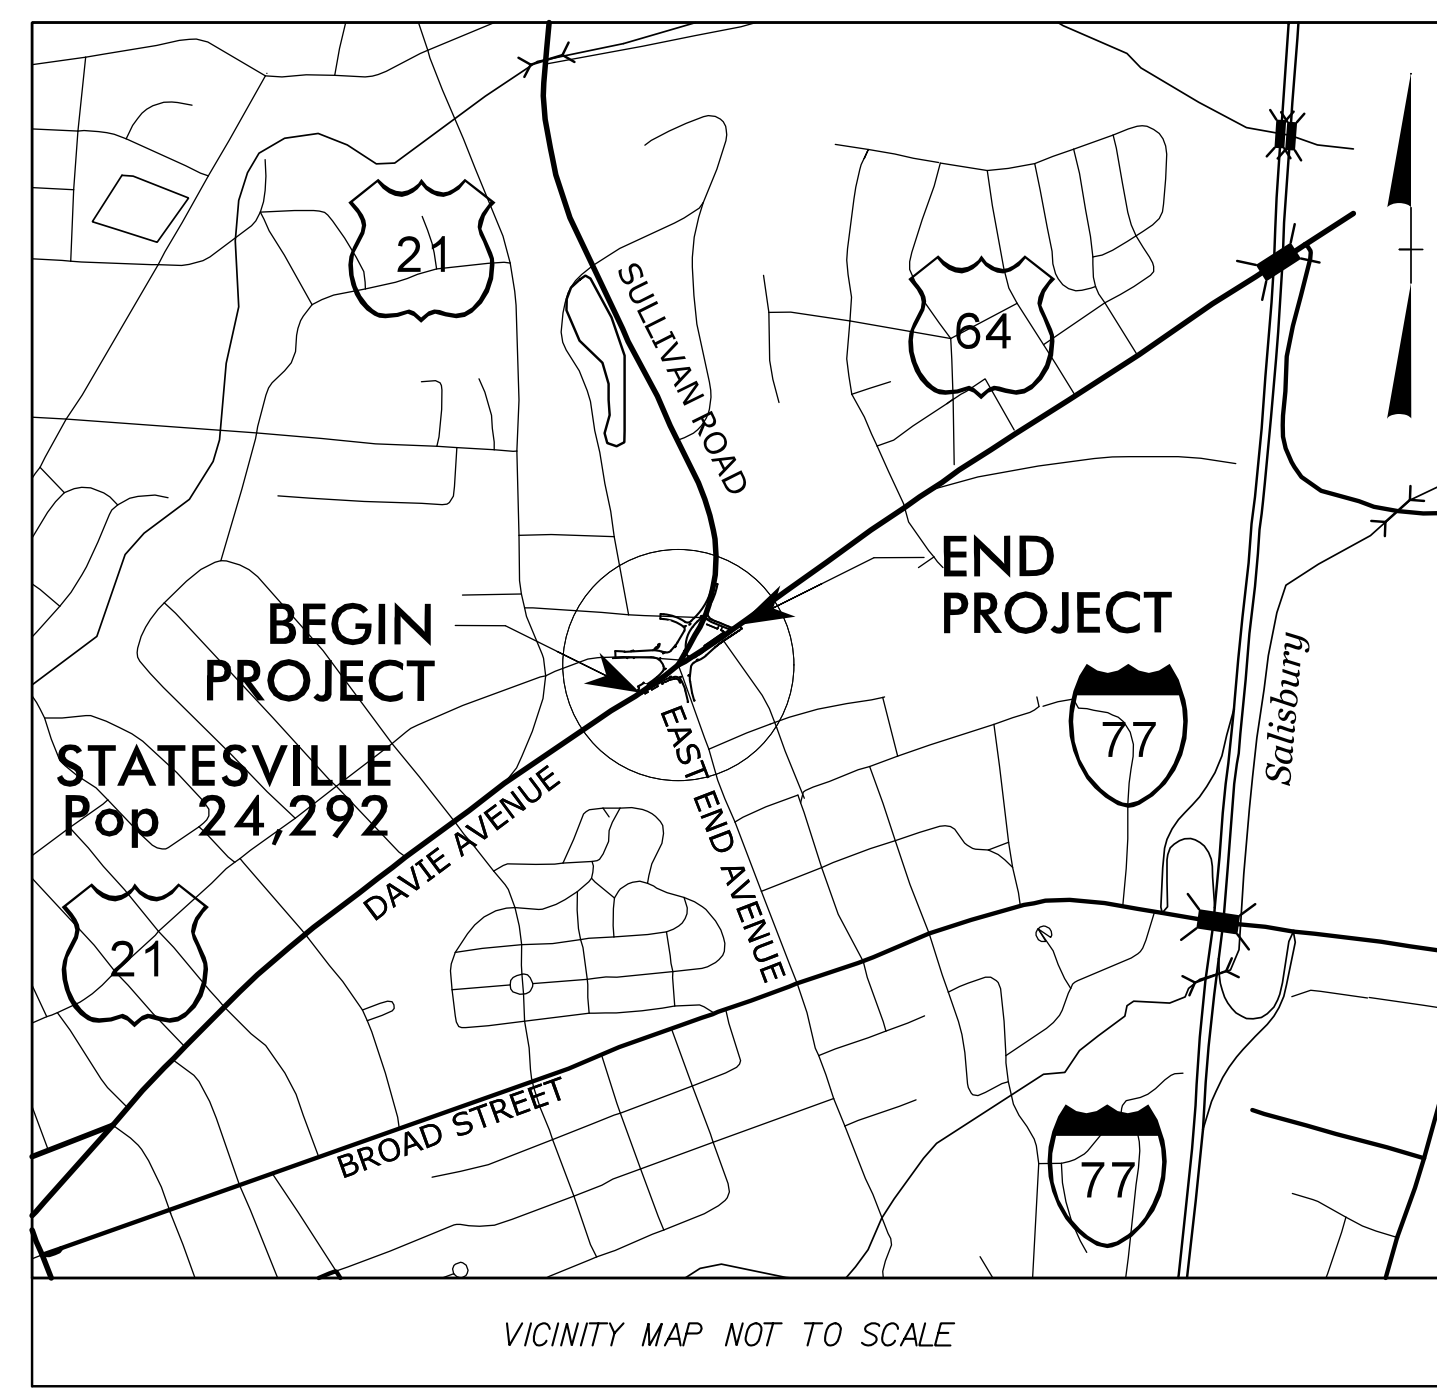 21
64
SULLIVAN ROAD
END
PROJECT
BEGIN
PROJECT
STATESVILLE
Pop 24,292
DAVIE AVENUE
EAST END AVENUE
77
Salisbury
21
BROAD STREET
77
VICINITY MAP NOT TO SCALE